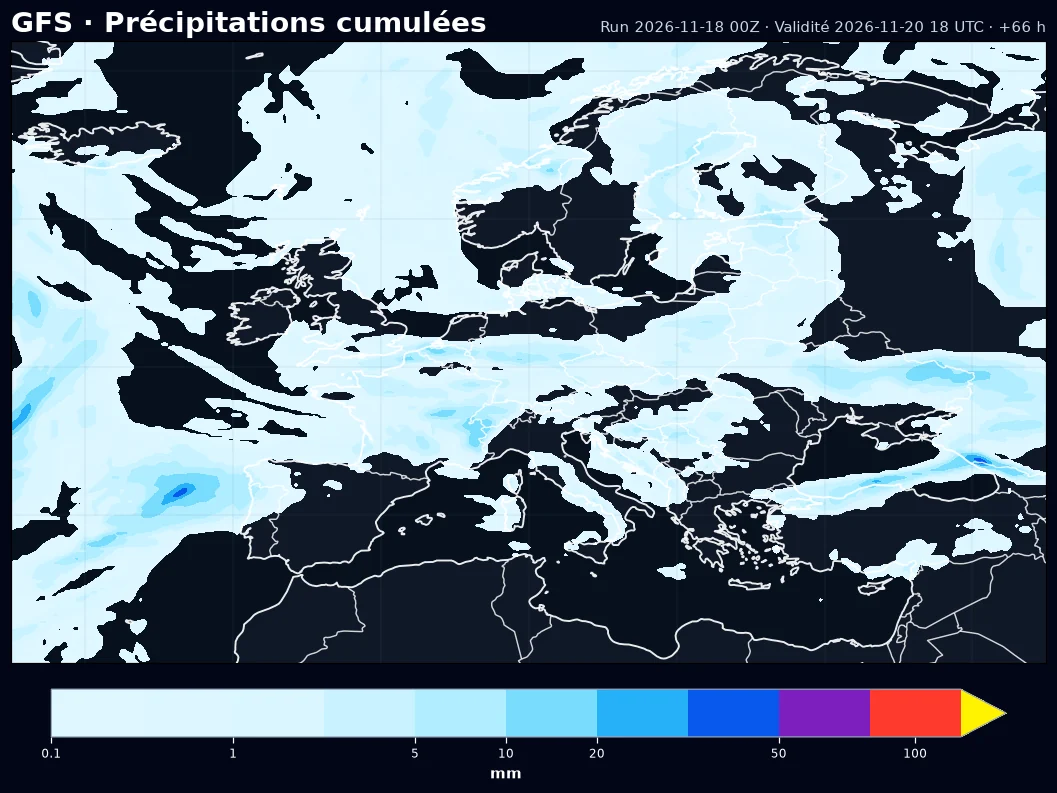 GFS · Précipitations cumulées
Run 2026-11-18 00Z · Validité 2026-11-20 18 UTC · +66 h
0.1 1 5 10 20 50 100
mm